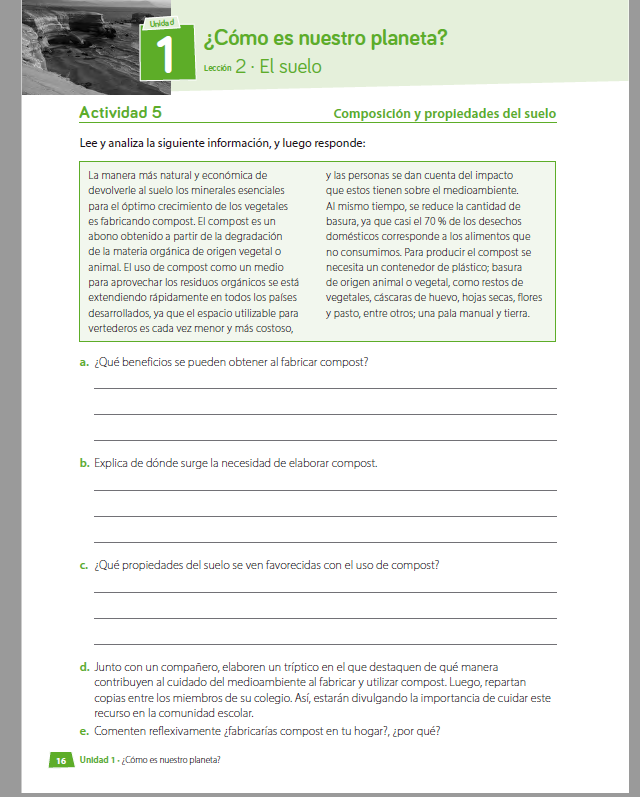 Unidad
1
¿Cómo es nuestro planeta?
Lección 2 · El suelo
Actividad 5
Composición y propiedades del suelo
Lee y analiza la siguiente información, y luego responde:
La manera más natural y económica de
devolverle al suelo los minerales esenciales
para el óptimo crecimiento de los vegetales
es fabricando compost. El compost es un
abono obtenido a partir de la degradación
de la materia orgánica de origen vegetal o
animal. El uso de compost como un medio
para aprovechar los residuos orgánicos se está
extendiendo rápidamente en todos los países
desarrollados, ya que el espacio utilizable para
vertederos es cada vez menor y más costoso,
y las personas se dan cuenta del impacto
que estos tienen sobre el medioambiente.
Al mismo tiempo, se reduce la cantidad de
basura, ya que casi el 70 % de los desechos
domésticos corresponde a los alimentos que
no consumimos. Para producir el compost se
necesita un contenedor de plástico; basura
de origen animal o vegetal, como restos de
vegetales, cáscaras de huevo, hojas secas, flores
y pasto, entre otros; una pala manual y tierra.
a. ¿Qué beneficios se pueden obtener al fabricar compost?
b. Explica de dónde surge la necesidad de elaborar compost.
c. ¿Qué propiedades del suelo se ven favorecidas con el uso de compost?
d. Junto con un compañero, elaboren un tríptico en el que destaquen de qué manera
contribuyen al cuidado del medioambiente al fabricar y utilizar compost. Luego, repartan
copias entre los miembros de su colegio. Así, estarán divulgando la importancia de cuidar este
recurso en la comunidad escolar.
e. Comenten reflexivamente ¿fabricarías compost en tu hogar?, ¿por qué?
16 Unidad 1 · ¿Cómo es nuestro planeta?